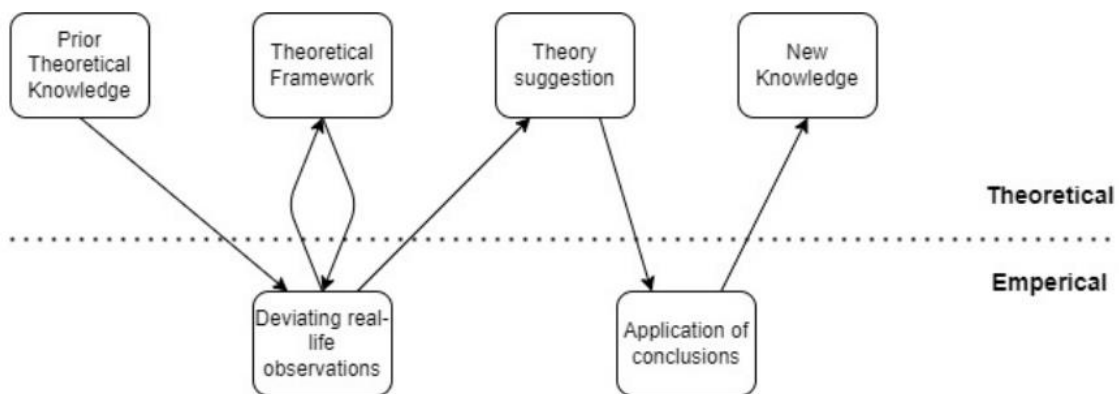 Prior
Theoretical
Knowledge
Theoretical
Framework
Theory
suggestion
New
Knowledge
Theoretical
Emperical
Deviating real-
life
observations
Application of
conclusions